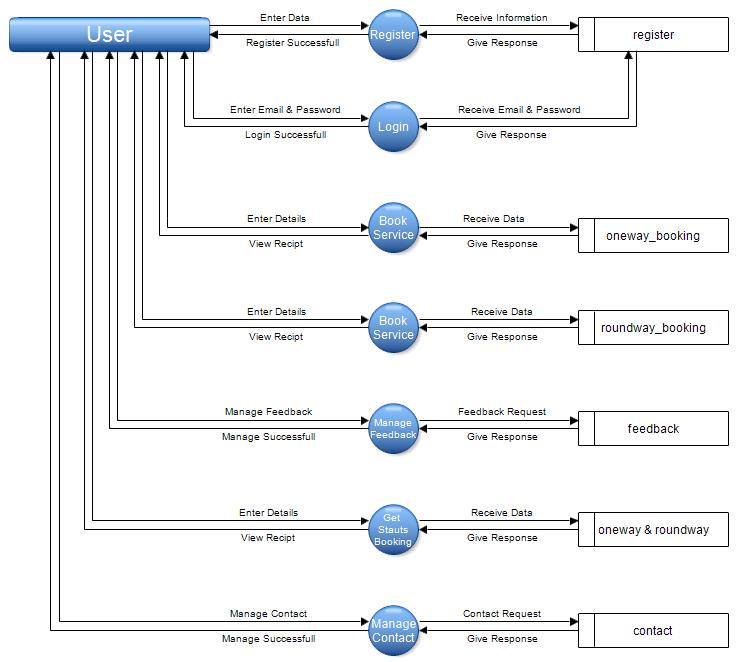 User
Enter Data
Register Successfull
Register
Receive Information
Give Response
register
Enter Email & Password
Login Successfull
Login
Receive Email & Password
Give Response
Enter Details
View Recipt
Book
Service
Receive Data
Give Response
oneway_booking
Enter Details
View Recipt
Book
Service
Receive Data
Give Response
roundway_booking
Manage Feedback
Manage Successfull
Manage
Feedback
Feedback Request
Give Response
feedback
Enter Details
View Recipt
Get
Stauts
Booking
Receive Data
Give Response
oneway & roundway
Manage Contact
Manage Successfull
Manage
Contact
Contact Request
Give Response
contact